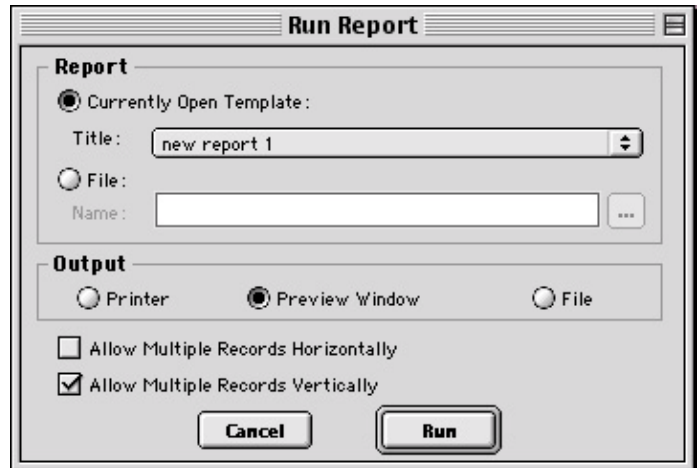 Run Report
Report
Currently Open Template:
Title: new report 1
File:
Name: ...
Output
Printer Preview Window File
Allow Multiple Records Horizontally
Allow Multiple Records Vertically
Cancel Run